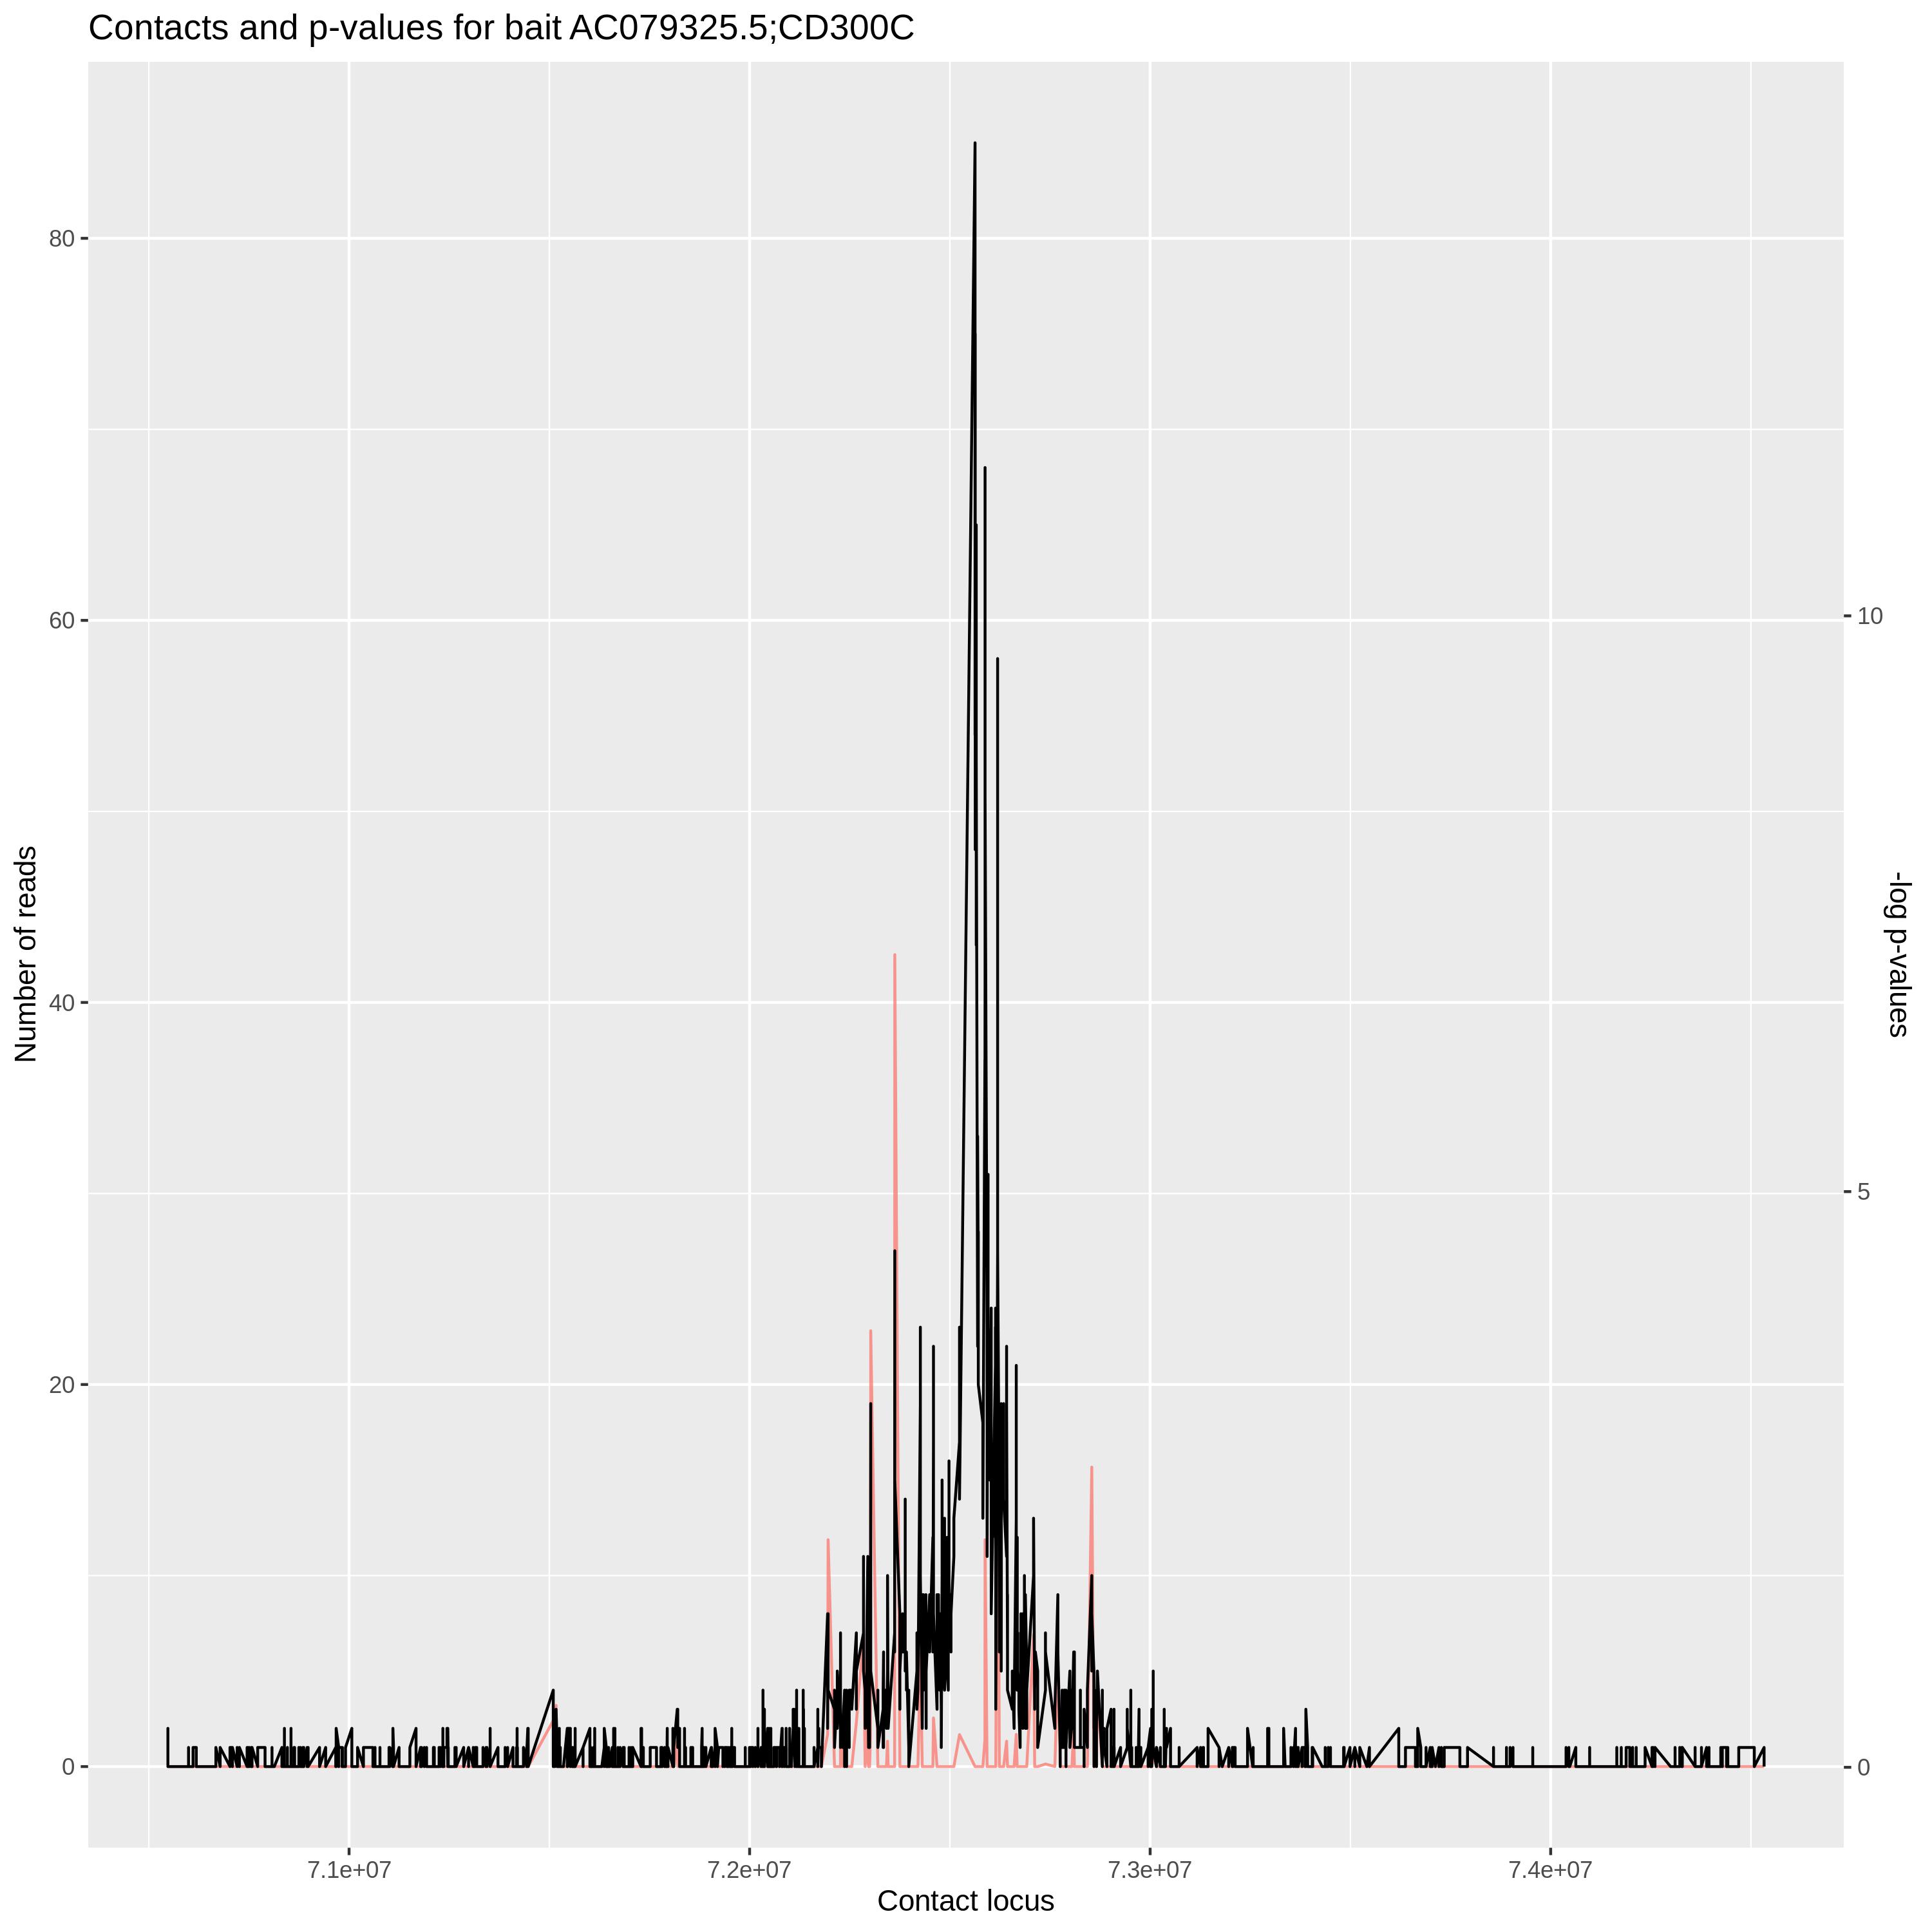 Contacts and p-values for bait AC079325.5;CD300C
80
60
40
20
0
Number of reads
10
5
0
-log p-values
7.1e+07
7.2e+07
7.3e+07
7.4e+07
Contact locus